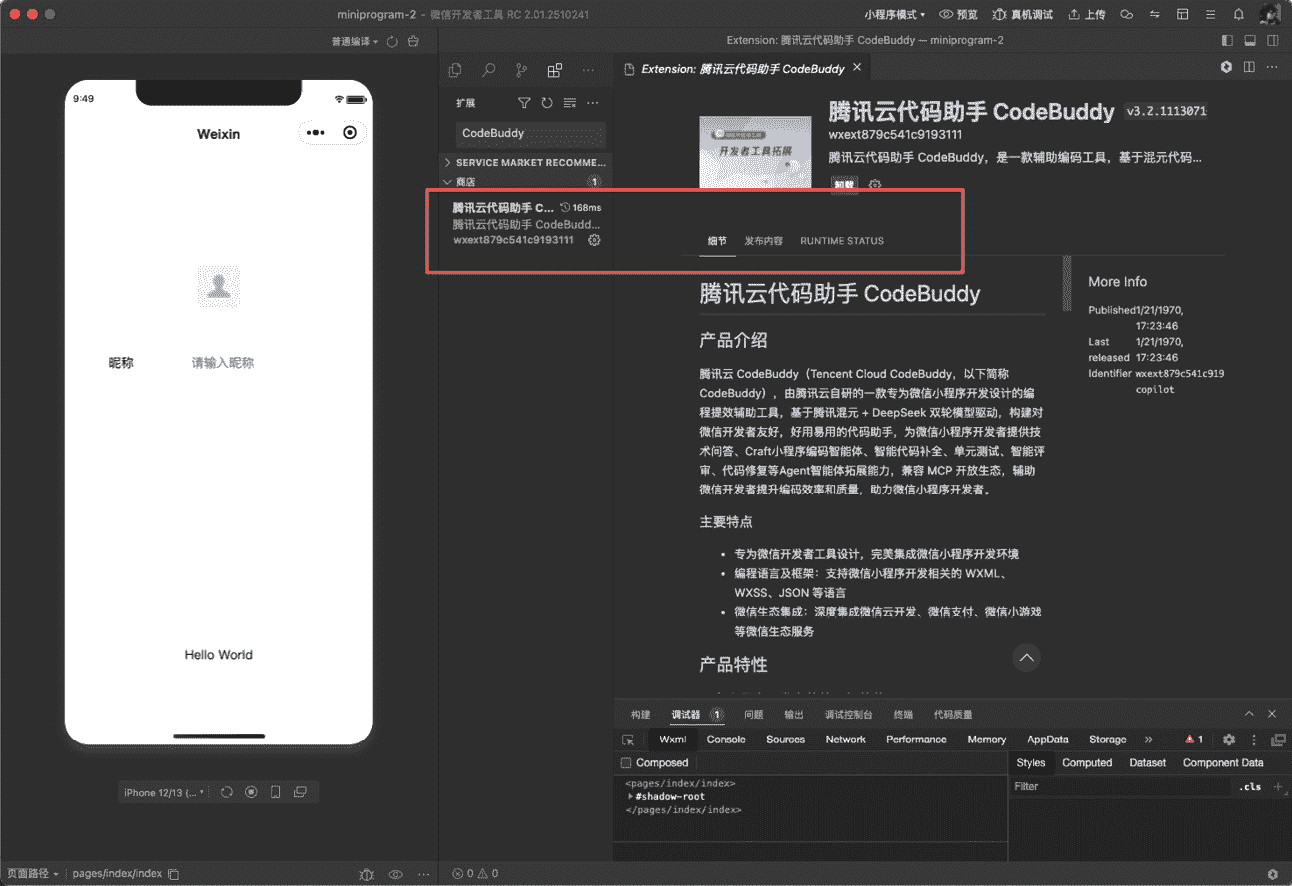 miniprogram-2 - 微信开发者工具 RC 2.01.2510241
小程序模式 预览 真机调试 上传
普通编译
Extension: 腾讯云代码助手 CodeBuddy — miniprogram-2
9:49
Weixin
昵称 请输入昵称
Hello World
iPhone 12/13 (...
页面路径 pages/index/index
扩展
CodeBuddy
SERVICE MARKET RECOMME...
商店 1
腾讯云代码助手 C... 168ms
腾讯云代码助手 CodeBudd...
wxext879c541c9193111
Extension: 腾讯云代码助手 CodeBuddy
开发者工具拓展
腾讯云代码助手 CodeBuddy v3.2.1113071
wxext879c541c9193111
腾讯云代码助手 CodeBuddy，是一款辅助编码工具，基于混元代码...
卸载
细节 发布内容 RUNTIME STATUS
腾讯云代码助手 CodeBuddy
产品介绍
腾讯云 CodeBuddy（Tencent Cloud CodeBuddy，以下简称
CodeBuddy），由腾讯云自研的一款专为微信小程序开发设计的编
程提效辅助工具，基于腾讯混元 + DeepSeek 双轮模型驱动，构建对
微信开发者友好，好用易用的代码助手，为微信小程序开发者提供技
术问答、Craft小程序编码智能体、智能代码补全、单元测试、智能评
审、代码修复等Agent智能体拓展能力，兼容 MCP 开放生态，辅助
微信开发者提升编码效率和质量，助力微信小程序开发者。
主要特点
• 专为微信开发者工具设计，完美集成微信小程序开发环境
• 编程语言及框架：支持微信小程序开发相关的 WXML、
WXSS、JSON 等语言
• 微信生态集成：深度集成微信云开发、微信支付、微信小游戏
等微信生态服务
产品特性
More Info
Published 1/21/1970,
17:23:46
Last 1/21/1970,
released 17:23:46
Identifier wxext879c541c919
copilot
构建 调试器 1 问题 输出 调试控制台 终端 代码质量
Wxml Console Sources Network Performance Memory AppData Storage » 1
Composed
<pages/index/index>
#shadow-root
</pages/index/index>
Styles Computed Dataset Component Data
Filter .cls +
0 0